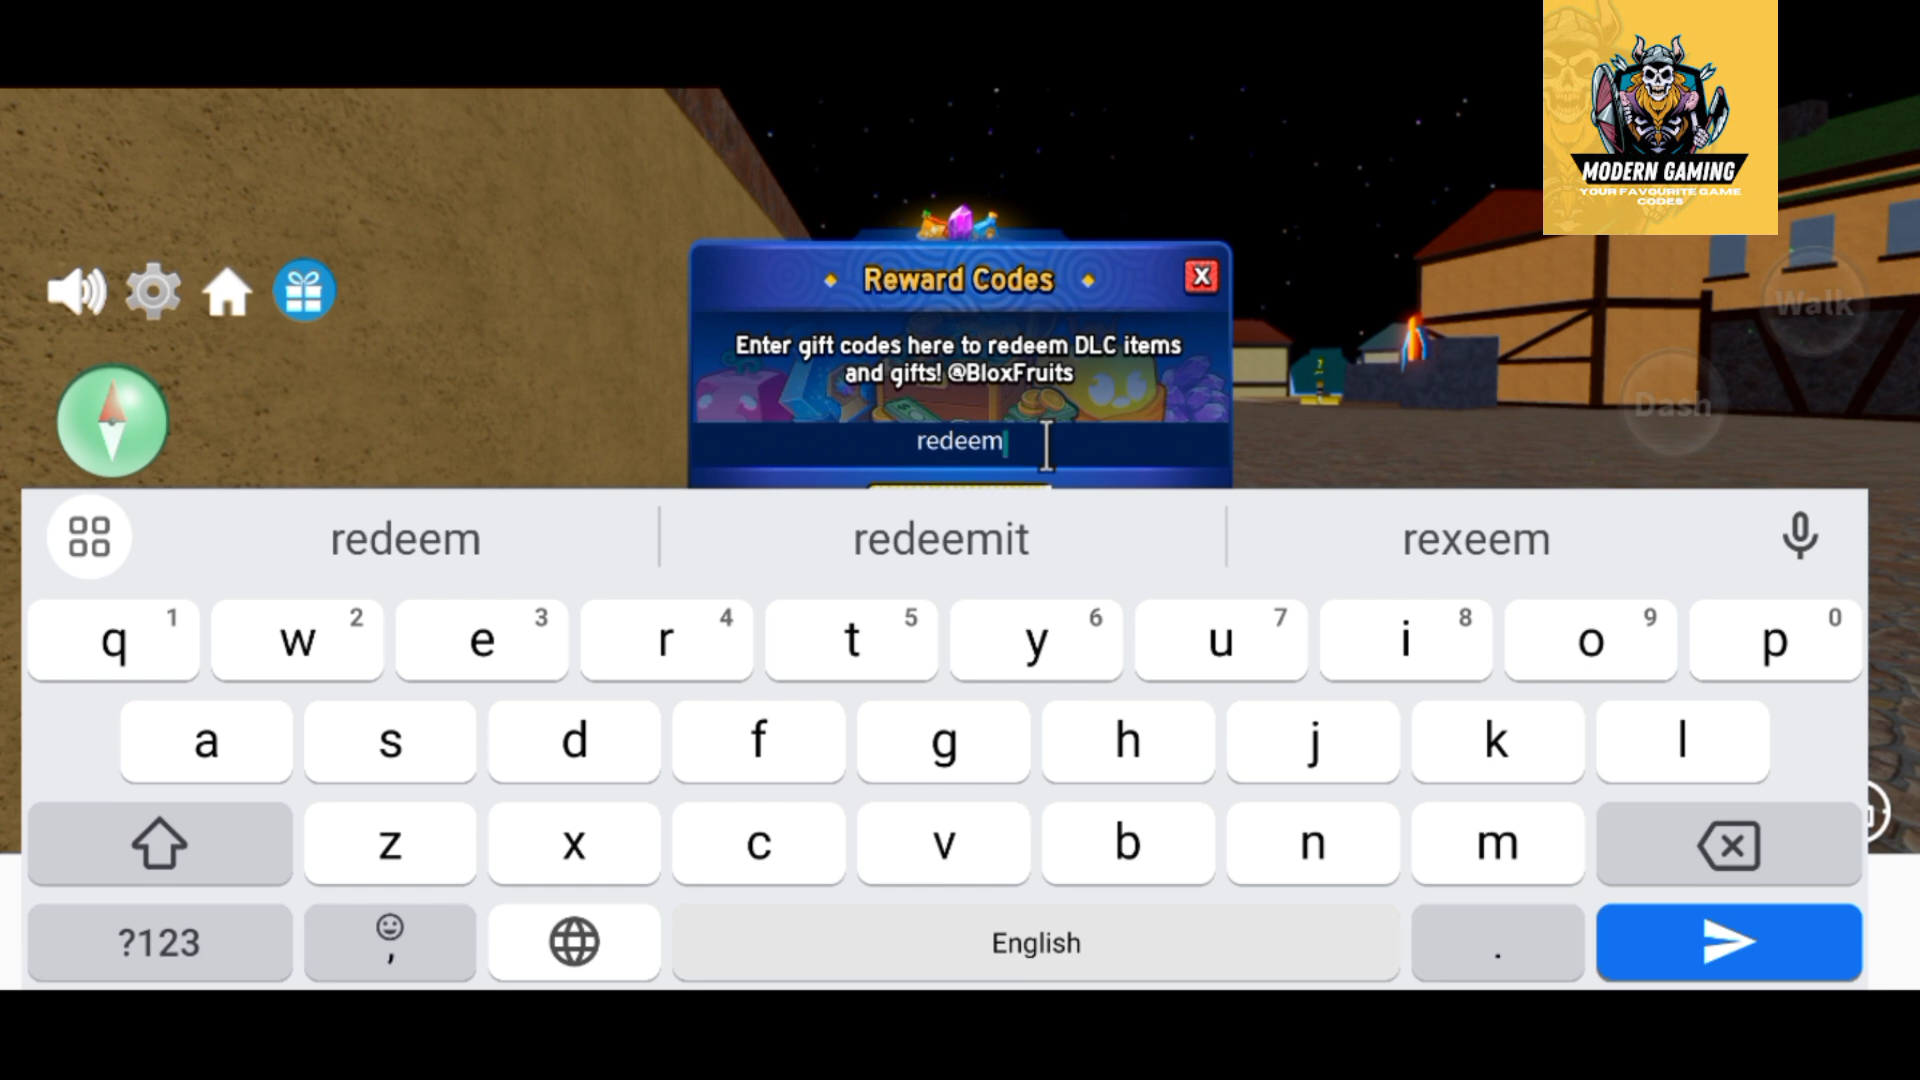 MODERN GAMING
YOUR FAVOURITE GAME
CODES
Reward Codes
X
Enter gift codes here to redeem DLC items
and gifts! @BloxFruits
redeem
Walk
Dash
redeem redeemit rexeem
q 1 w 2 e 3 r 4 t 5 y 6 u 7 i 8 o 9 p 0
a s d f g h j k l
z x c v b n m
?123 , English .